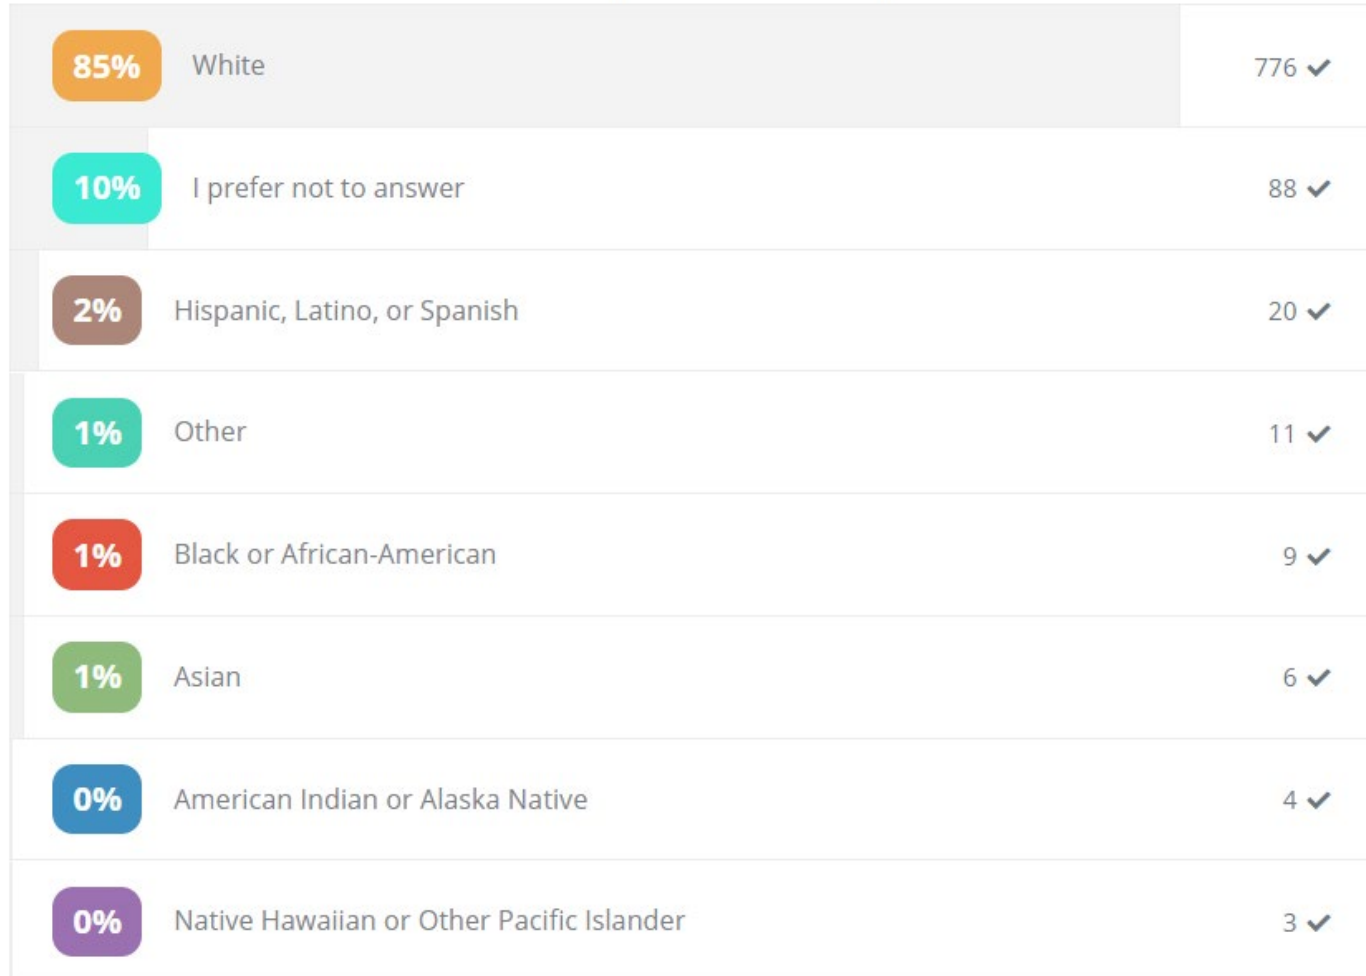 85% White 776
10% I prefer not to answer 88
2% Hispanic, Latino, or Spanish 20
1% Other 11
1% Black or African-American 9
1% Asian 6
0% American Indian or Alaska Native 4
0% Native Hawaiian or Other Pacific Islander 3